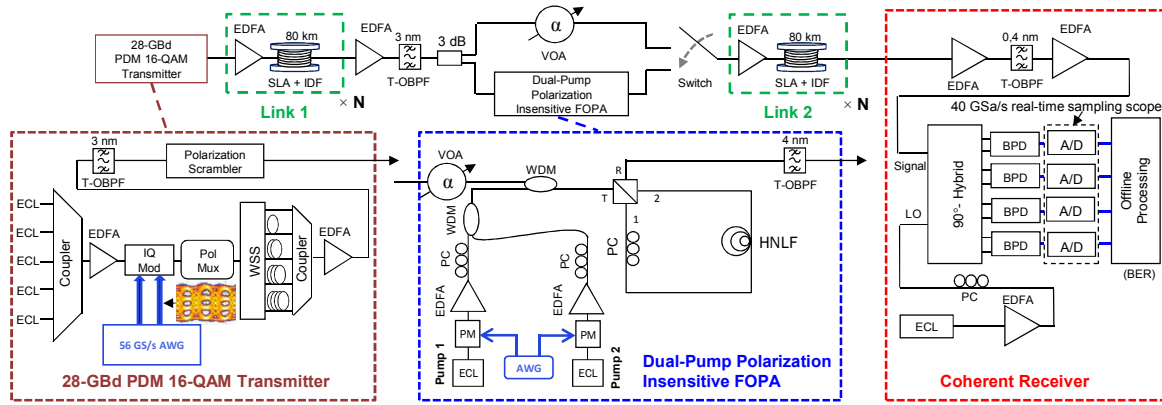 28-GBd
PDM 16-QAM
Transmitter
EDFA
80 km
SLA + IDF
× N
Link 1
EDFA
3 nm
T-OBPF
3 dB
α
VOA
Dual-Pump
Polarization
Insensitive FOPA
Switch
EDFA
80 km
SLA + IDF
× N
Link 2
EDFA
0,4 nm
T-OBPF
EDFA
3 nm
T-OBPF
Polarization
Scrambler
ECL
ECL
ECL
ECL
ECL
Coupler
EDFA
IQ
Mod
Pol
Mux
WSS
Coupler
EDFA
56 GS/s AWG
28-GBd PDM 16-QAM Transmitter
VOA
α
WDM
WDM
R
T
2
1
4 nm
T-OBPF
PC
PC
PC
HNLF
EDFA
EDFA
PM
PM
AWG
ECL
ECL
Pump 1
Pump 2
Dual-Pump Polarization
Insensitive FOPA
40 GSa/s real-time sampling scope
Signal
LO
90°- Hybrid
BPD
A/D
BPD
A/D
BPD
A/D
BPD
A/D
Offline
Processing
(BER)
PC
ECL
EDFA
Coherent Receiver